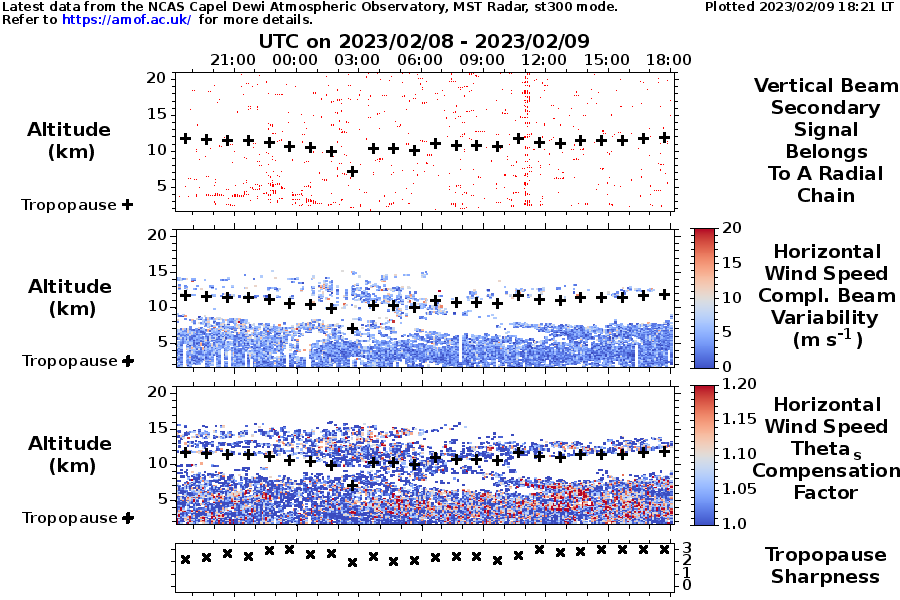 Latest data from the NCAS Capel Dewi Atmospheric Observatory, MST Radar, st300 mode.
Plotted 2023/02/09 18:21 LT
Refer to https://amof.ac.uk/ for more details.
UTC on 2023/02/08 - 2023/02/09
21:00 00:00 03:00 06:00 09:00 12:00 15:00 18:00
20
15
10
5
Altitude
(km)
Tropopause
Vertical Beam
Secondary
Signal
Belongs
To A Radial
Chain
20
15
10
5
Altitude
(km)
Tropopause
20
15
10
5
0
Horizontal
Wind Speed
Compl. Beam
Variability
(m s-1)
20
15
10
5
Altitude
(km)
Tropopause
1.20
1.15
1.10
1.05
1.0
Horizontal
Wind Speed
Theta s
Compensation
Factor
3
2
1
0
Tropopause
Sharpness